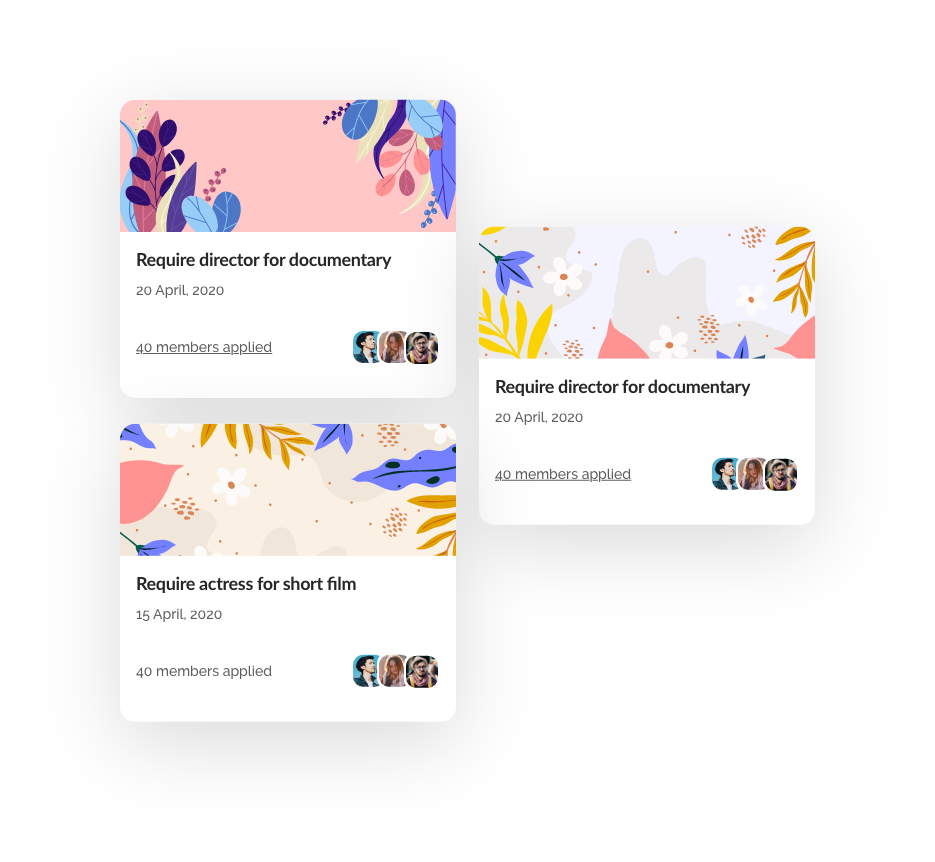 Require director for documentary
20 April, 2020
40 members applied
Require actress for short film
15 April, 2020
40 members applied
Require director for documentary
20 April, 2020
40 members applied